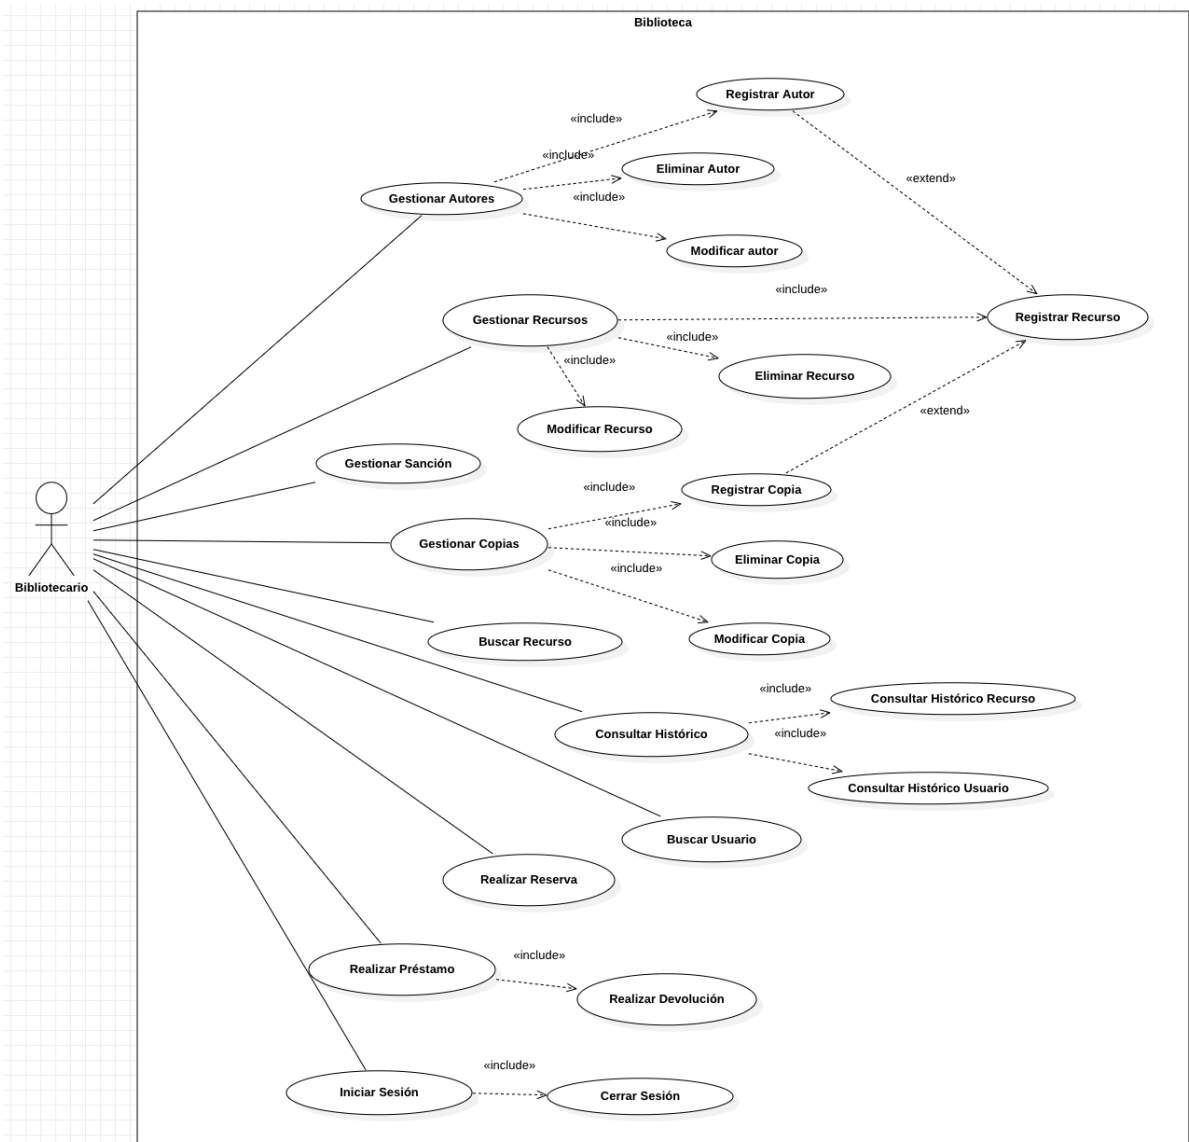 Biblioteca
Registrar Autor
«include»
«include»
Eliminar Autor
«extend»
Gestionar Autores
«include»
Modificar autor
«include»
Gestionar Recursos
Registrar Recurso
«include»
«include»
Eliminar Recurso
«extend»
Modificar Recurso
Gestionar Sanción
«include»
Registrar Copia
«include»
Gestionar Copias
Eliminar Copia
«include»
Bibliotecario
Buscar Recurso
Modificar Copia
«include»
Consultar Histórico Recurso
Consultar Histórico
«include»
Consultar Histórico Usuario
Buscar Usuario
Realizar Reserva
«include»
Realizar Préstamo
Realizar Devolución
«include»
Iniciar Sesión
Cerrar Sesión